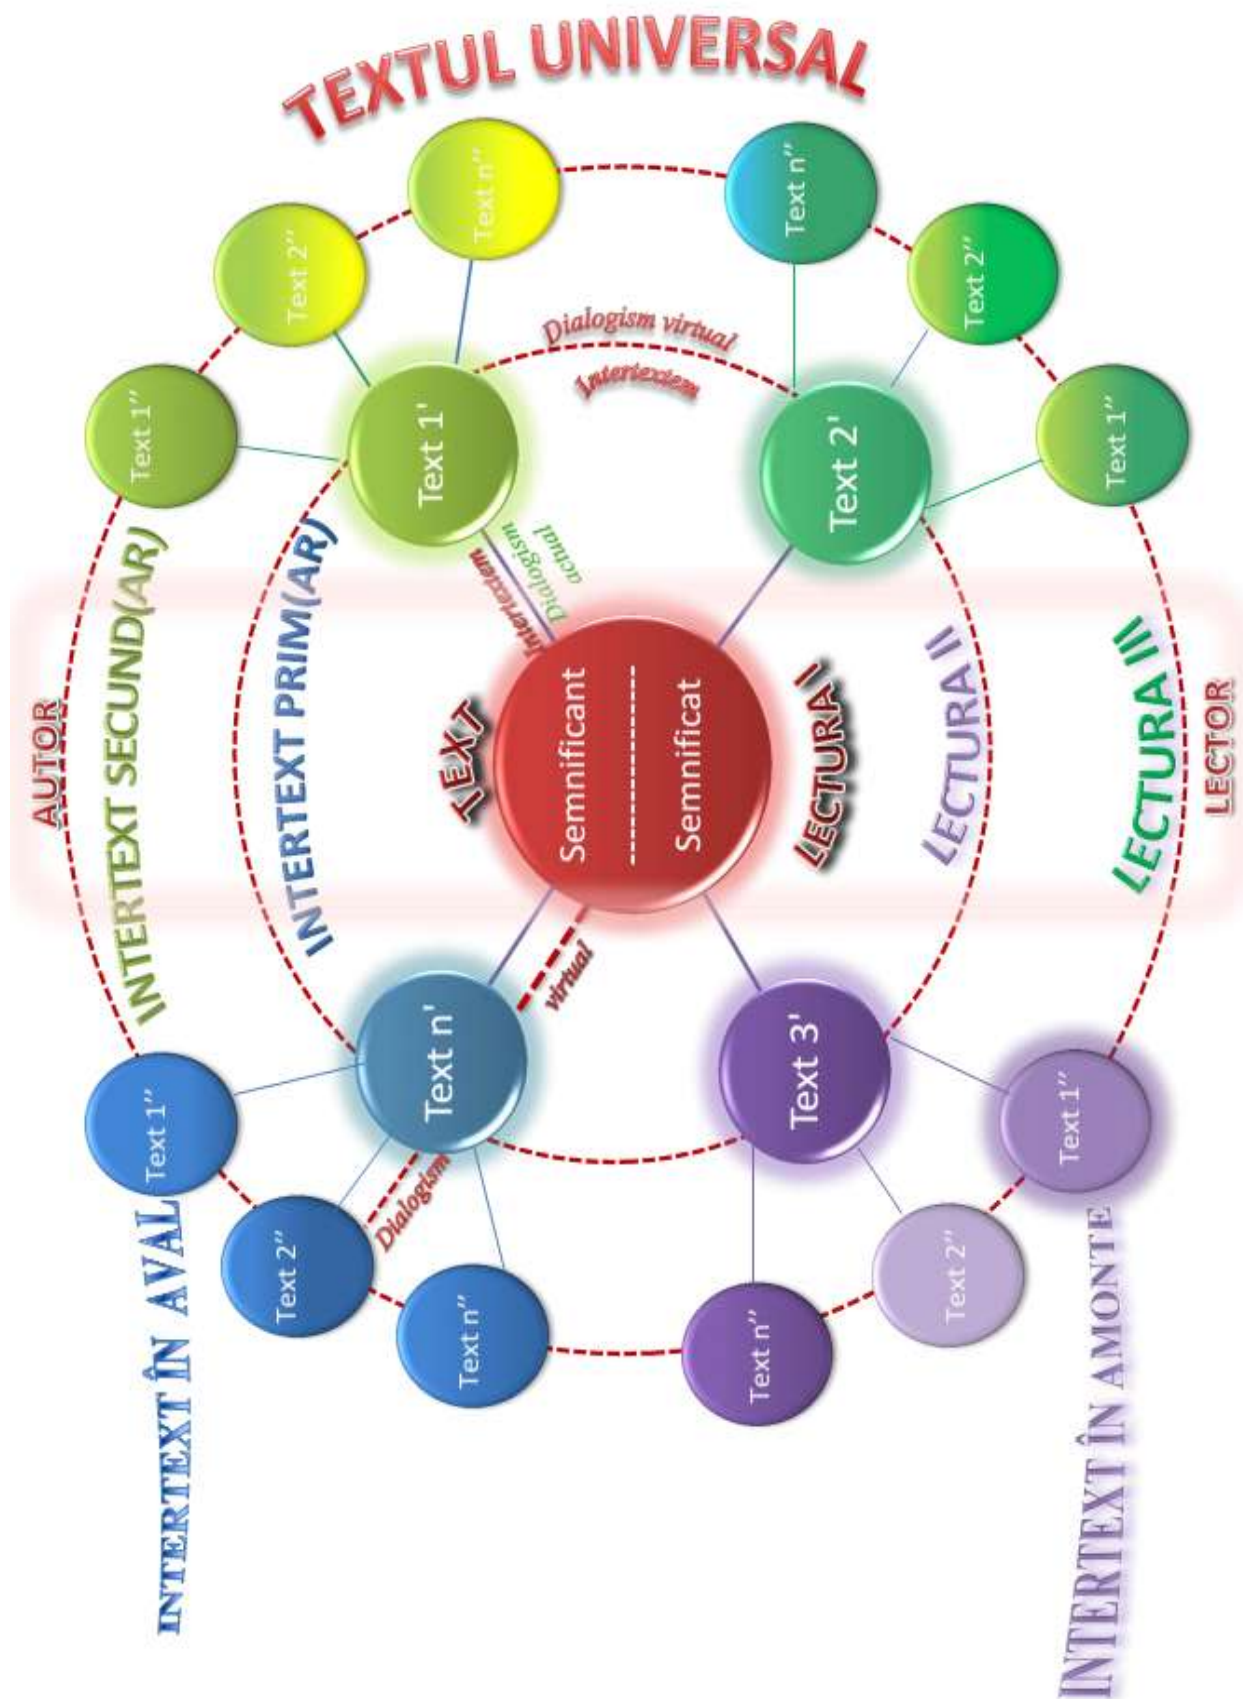 TEXTUL UNIVERSAL
AUTOR
INTERTEXT SECUND(AR)
INTERTEXT PRIM(AR)
TEXT
Semnificant
Semnificat
LECTURA I
LECTURA II
LECTURA III
LECTOR
Text 1'
Text 1''
Text 2''
Text n''
Dialogism virtual
Intertextem
Intertextem
Dialogism
actual
Text 2'
Text n''
Text 2''
Text 1''
Text n'
Text 1''
Text 2''
Text n''
Dialogism
virtual
Text 3'
Text n''
Text 2''
Text 1''
INTERTEXT ÎN AVAL
INTERTEXT ÎN AMONTE